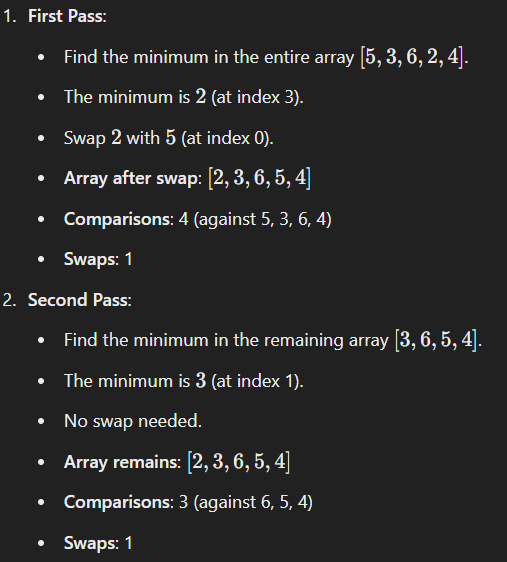 1. First Pass:
• Find the minimum in the entire array [5, 3, 6, 2, 4].
• The minimum is 2 (at index 3).
• Swap 2 with 5 (at index 0).
• Array after swap: [2, 3, 6, 5, 4]
• Comparisons: 4 (against 5, 3, 6, 4)
• Swaps: 1
2. Second Pass:
• Find the minimum in the remaining array [3, 6, 5, 4].
• The minimum is 3 (at index 1).
• No swap needed.
• Array remains: [2, 3, 6, 5, 4]
• Comparisons: 3 (against 6, 5, 4)
• Swaps: 1